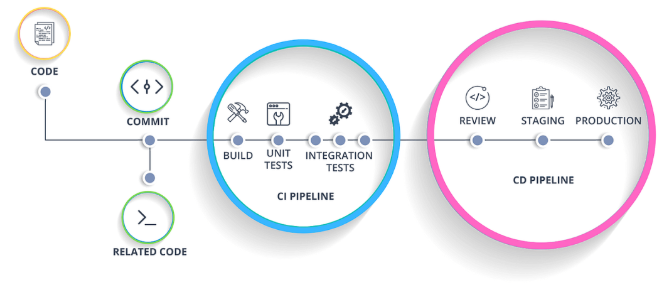 CODE
COMMIT
RELATED CODE
BUILD
UNIT
TESTS
INTEGRATION
TESTS
CI PIPELINE
REVIEW
STAGING
PRODUCTION
CD PIPELINE